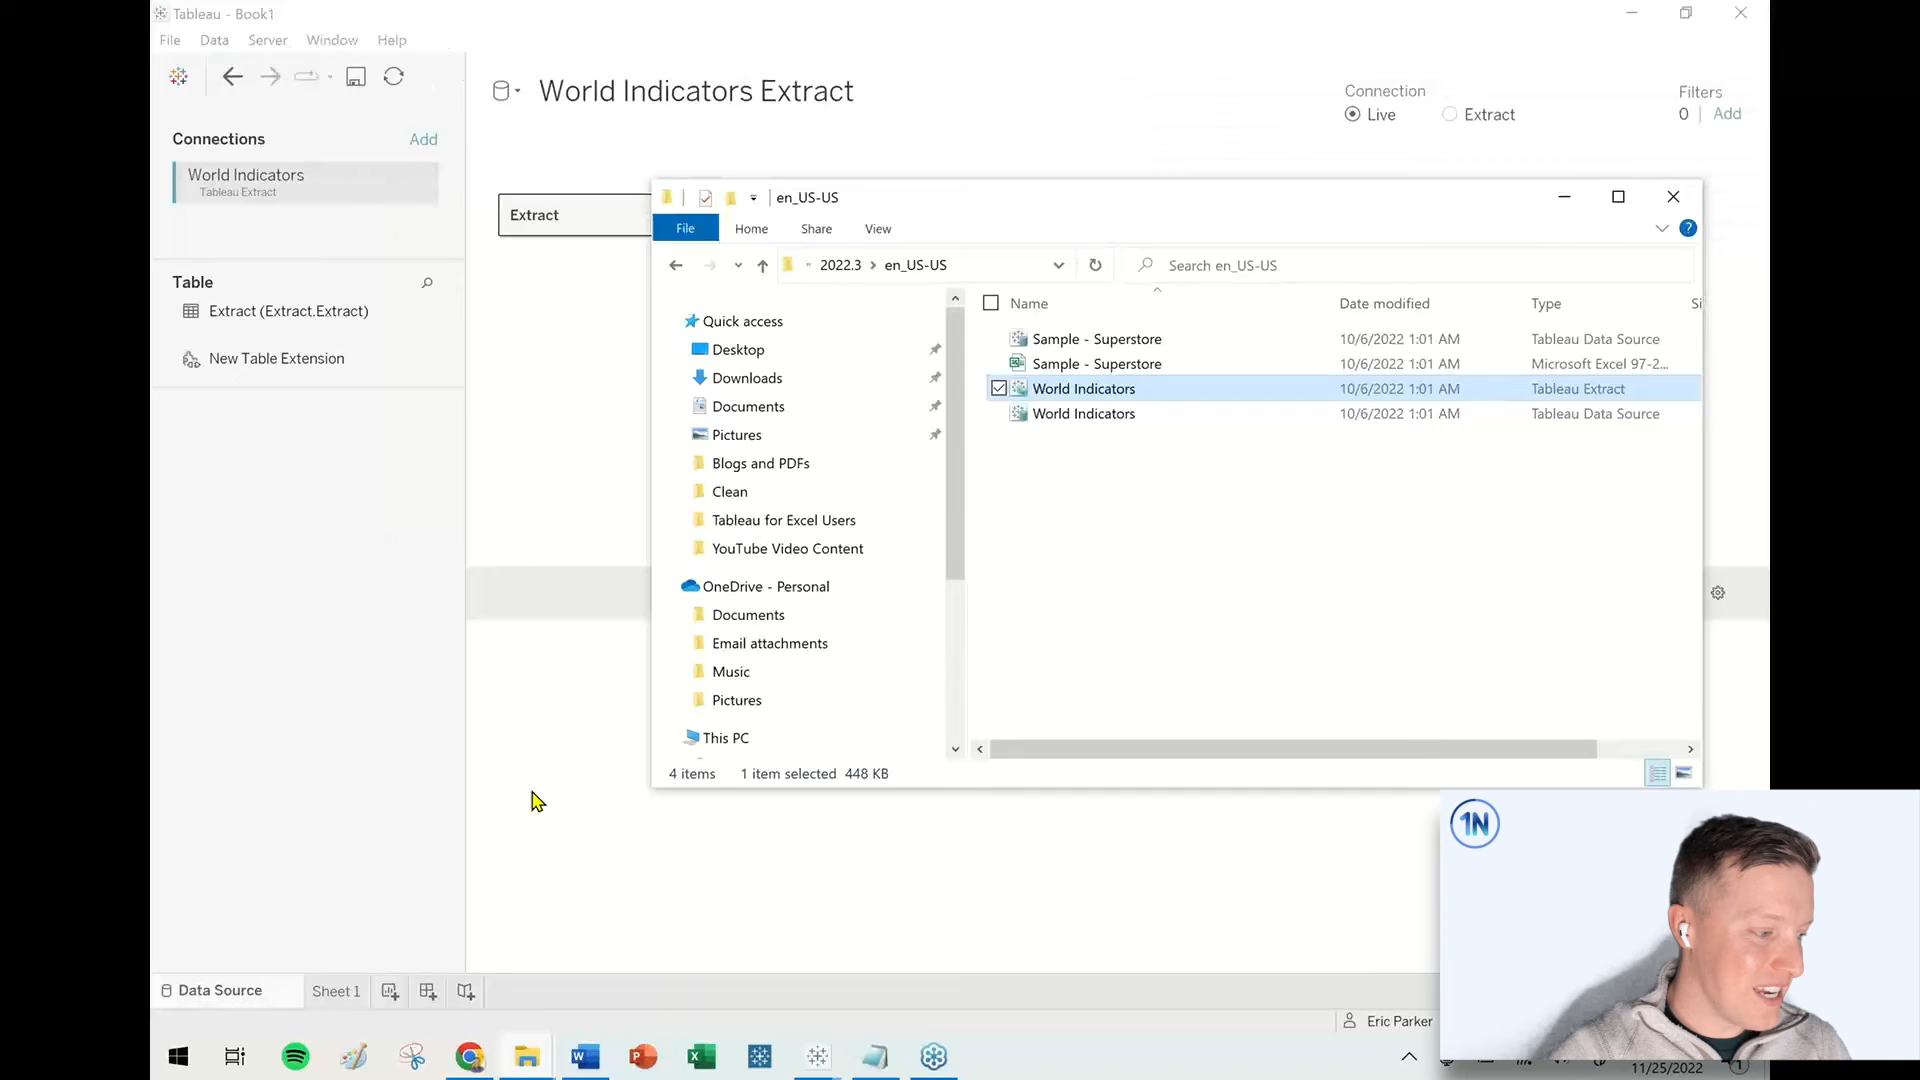 Tableau - Book1
File Data Server Window Help
World Indicators Extract
Connection
Live Extract
Filters
0 | Add
Connections Add
World Indicators
Tableau Extract
Extract
Table
Extract (Extract.Extract)
New Table Extension
en_US-US
File Home Share View
2022.3 > en_US-US
Search en_US-US
Name Date modified Type Si
Sample - Superstore 10/6/2022 1:01 AM Tableau Data Source
Sample - Superstore 10/6/2022 1:01 AM Microsoft Excel 97-2...
World Indicators 10/6/2022 1:01 AM Tableau Extract
World Indicators 10/6/2022 1:01 AM Tableau Data Source
Quick access
Desktop
Downloads
Documents
Pictures
Blogs and PDFs
Clean
Tableau for Excel Users
YouTube Video Content
OneDrive - Personal
Documents
Email attachments
Music
Pictures
This PC
4 items 1 item selected 448 KB
1N
Data Source Sheet 1
Eric Parker
11/25/2022